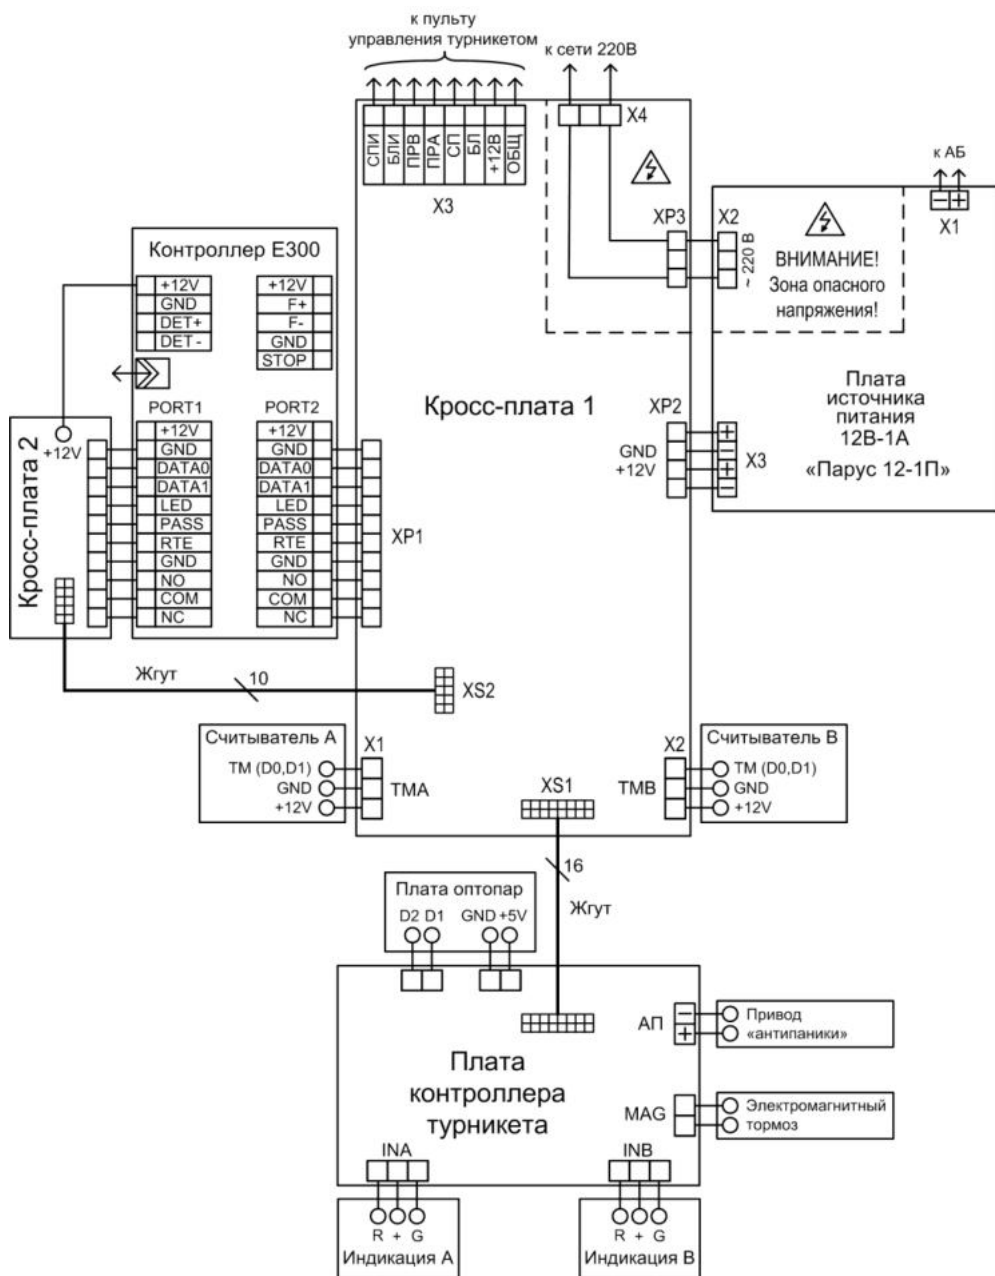 к пульту
управления турникетом
к сети 220В
СПИ
БЛИ
ПРВ
ПРА
СП
БЛ
+12В
ОБЩ
X3
X4
к АБ
− +
X1
XP3
X2
~ 220 В
ВНИМАНИЕ!
Зона опасного
напряжения!
Контроллер E300
+12V
GND
DET+
DET-
+12V
F+
F-
GND
STOP
PORT1
PORT2
+12V
GND
DATA0
DATA1
LED
PASS
RTE
GND
NO
COM
NC
+12V
GND
DATA0
DATA1
LED
PASS
RTE
GND
NO
COM
NC
XP1
Кросс-плата 2
+12V
Кросс-плата 1
XP2
GND
+12V
+
−
+
−
X3
Плата
источника
питания
12В-1А
«Парус 12-1П»
Жгут
10
XS2
Считыватель A
TM (D0,D1)
GND
+12V
X1
TMA
X2
TMB
Считыватель B
TM (D0,D1)
GND
+12V
XS1
16
Жгут
Плата оптопар
D2 D1 GND +5V
АП
−
+
Привод
«антипаники»
Плата
контроллера
турникета
MAG
Электромагнитный
тормоз
INA
INB
R + G
Индикация A
R + G
Индикация B